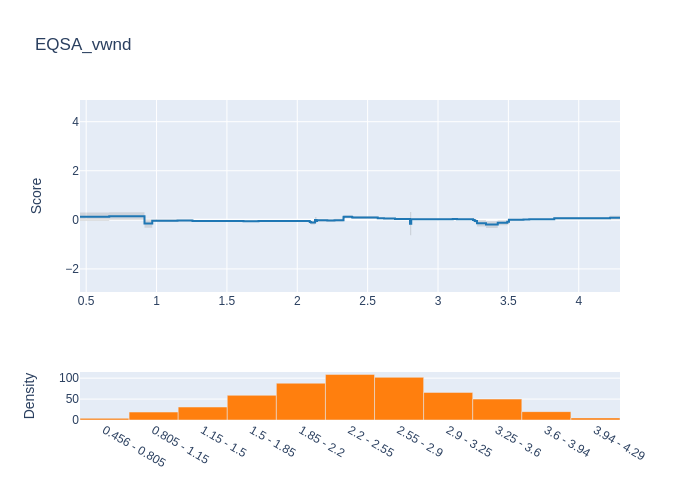 EQSA_vwnd
Score
4
2
0
−2
0.5 1 1.5 2 2.5 3 3.5 4
Density
100
50
0
0.456 - 0.805
0.805 - 1.15
1.15 - 1.5
1.5 - 1.85
1.85 - 2.2
2.2 - 2.55
2.55 - 2.9
2.9 - 3.25
3.25 - 3.6
3.6 - 3.94
3.94 - 4.29